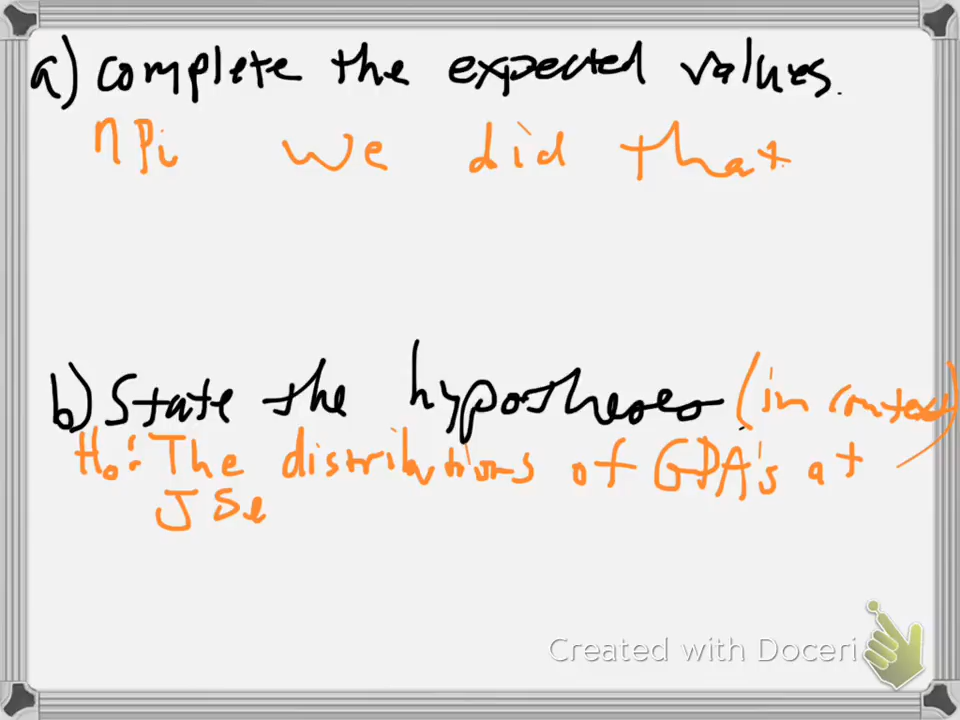 a) complete the expected values.
npi we did that
b) State the hypotheses (in context)
Ho: The distributions of GPA's at
JSe
Created with Doceri